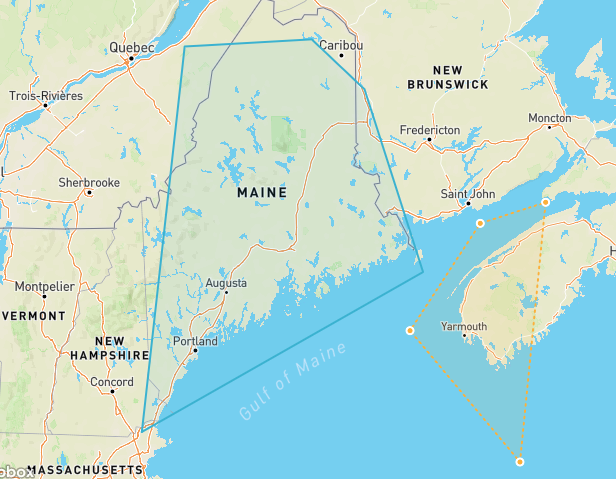 Quebec
Caribou
NEW
BRUNSWICK
Trois-Rivières
Moncton
Fredericton
Sherbrooke
MAINE
Saint John
Montpelier
Augusta
VERMONT
Yarmouth
NEW
HAMPSHIRE
Portland
Gulf of Maine
Concord
MASSACHUSETTS